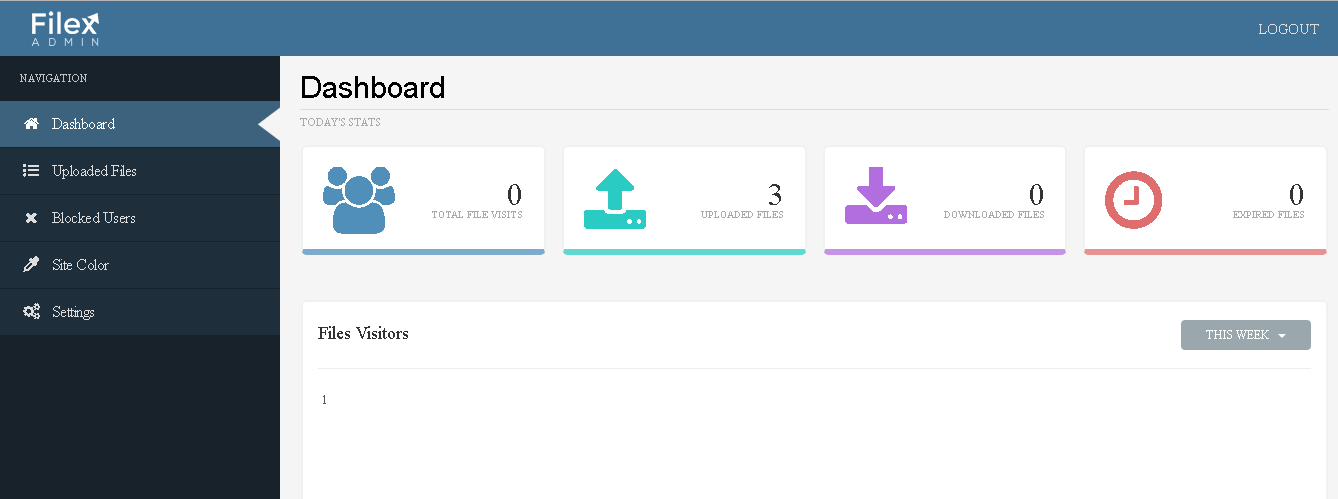 Filex
ADMIN
LOGOUT
NAVIGATION
Dashboard
Uploaded Files
Blocked Users
Site Color
Settings
Dashboard
TODAY'S STATS
0
TOTAL FILE VISITS
3
UPLOADED FILES
0
DOWNLOADED FILES
0
EXPIRED FILES
Files Visitors
THIS WEEK
1